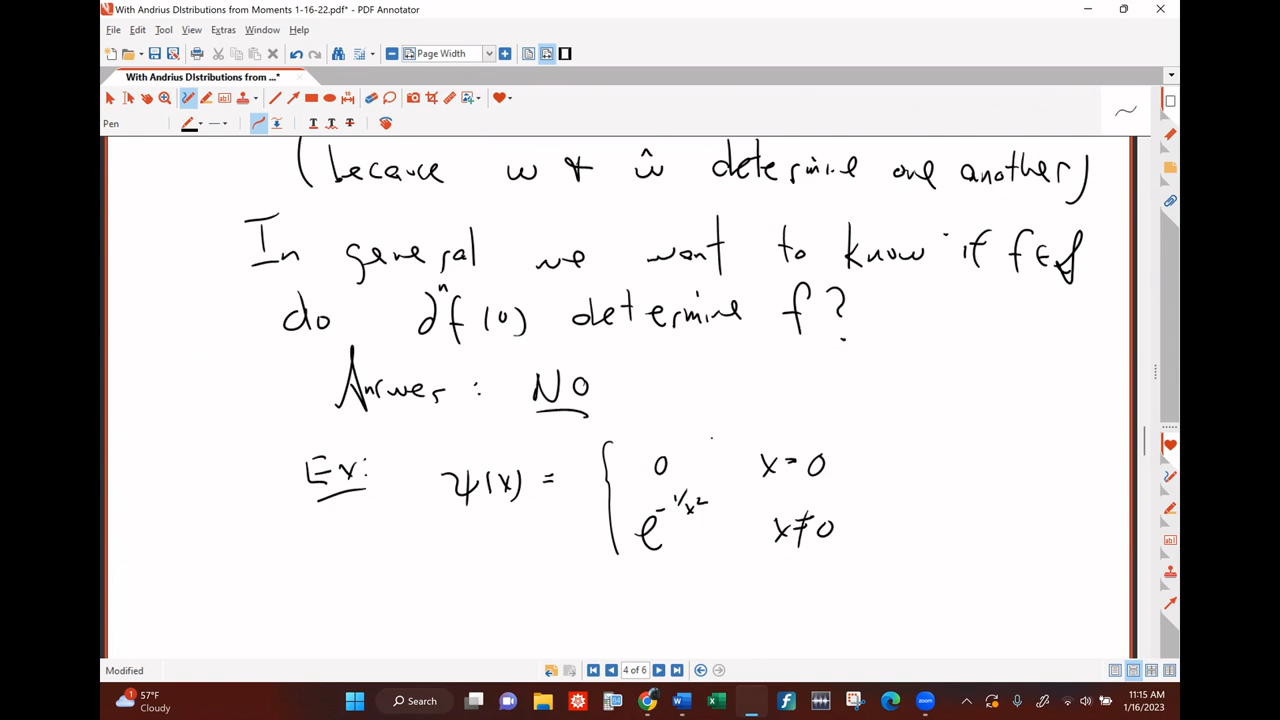 With Andrius DIstributions from Moments 1-16-22.pdf* - PDF Annotator
File Edit Tool View Extras Window Help
Page Width
With Andrius DIstributions from ...*
Pen
(because w & ŵ determine one another)
In general we want to know if f ∈ 𝒮
do ∂ⁿf(0) determine f?
Answer: NO
Ex: ψ(x) = { 0 x=0
e^{-1/x²} x≠0
Modified 4 of 6
1 57°F
Cloudy
Search
zoom
11:15 AM
1/16/2023